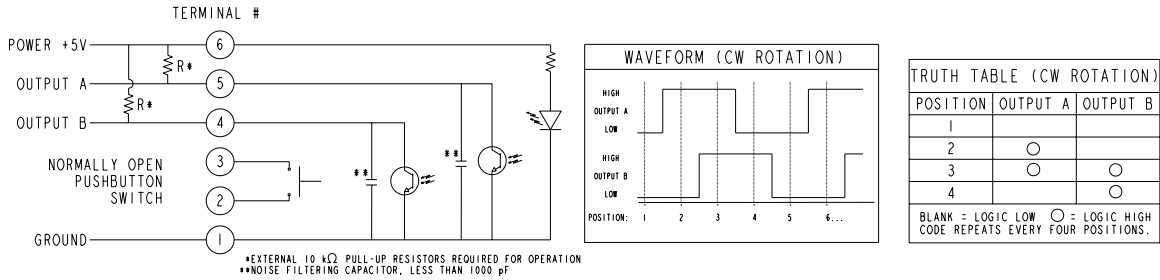 TERMINAL #
POWER +5V
6
R*
OUTPUT A
5
R*
OUTPUT B
4
NORMALLY OPEN
PUSHBUTTON
SWITCH
3
2
**
**
GROUND
1
*EXTERNAL 10 kΩ PULL-UP RESISTORS REQUIRED FOR OPERATION
**NOISE FILTERING CAPACITOR, LESS THAN 1000 pF
WAVEFORM (CW ROTATION)
HIGH
OUTPUT A
LOW
HIGH
OUTPUT B
LOW
POSITION: 1 2 3 4 5 6...
TRUTH TABLE (CW ROTATION)
POSITION OUTPUT A OUTPUT B
1
2 ○
3 ○ ○
4 ○
BLANK = LOGIC LOW ○ = LOGIC HIGH
CODE REPEATS EVERY FOUR POSITIONS.